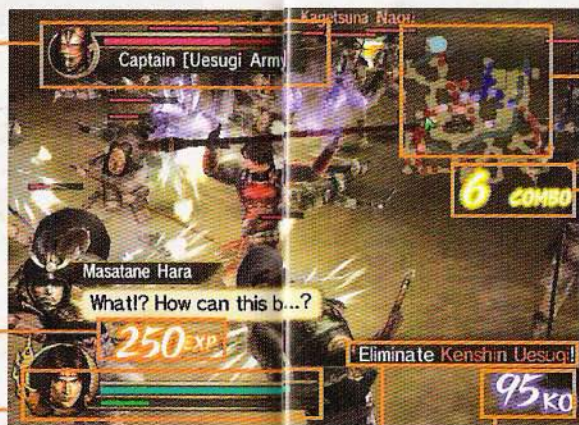 Kagetsuna Naoe
Captain [Uesugi Army
6 COMBO
Masatane Hara
What!? How can this b...?
250 EXP
Eliminate Kenshin Uesugi!
95 KO